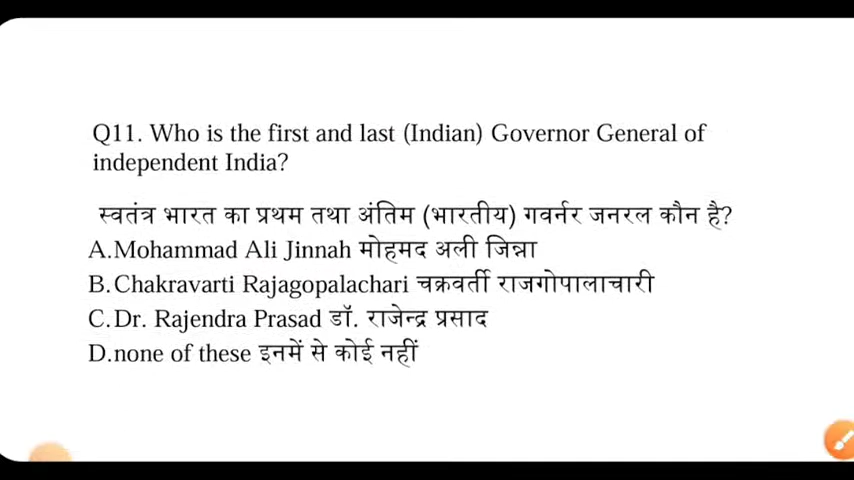 Q11. Who is the first and last (Indian) Governor General of
independent India?
स्वतंत्र भारत का प्रथम तथा अंतिम (भारतीय) गवर्नर जनरल कौन है?
A.Mohammad Ali Jinnah मोहमद अली जिन्ना
B.Chakravarti Rajagopalachari चक्रवर्ती राजगोपालाचारी
C.Dr. Rajendra Prasad डॉ. राजेन्द्र प्रसाद
D.none of these इनमें से कोई नहीं